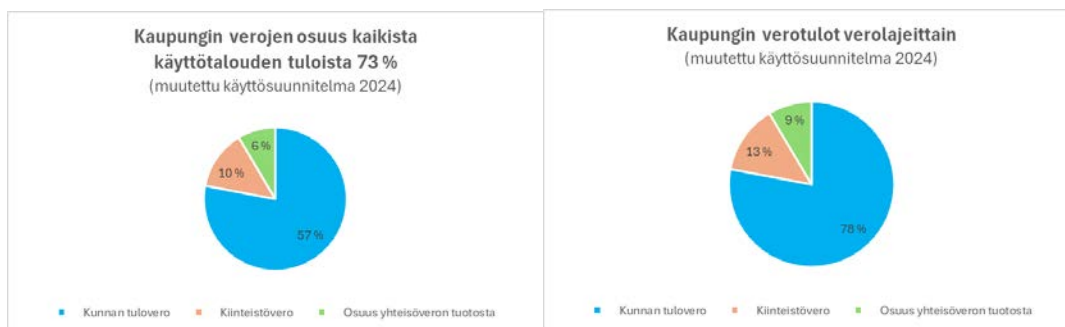 Kaupungin verojen osuus kaikista
käyttötalouden tuloista 73 %
(muutettu käyttösuunnitelma 2024)
6 %
10 %
57 %
Kunnan tulovero Kiinteistövero Osuus yhteisöveron tuotosta
Kaupungin verotulot verolajeittain
(muutettu käyttösuunnitelma 2024)
9 %
13 %
78 %
Kunnan tulovero Kiinteistövero Osuus yhteisöveron tuotosta